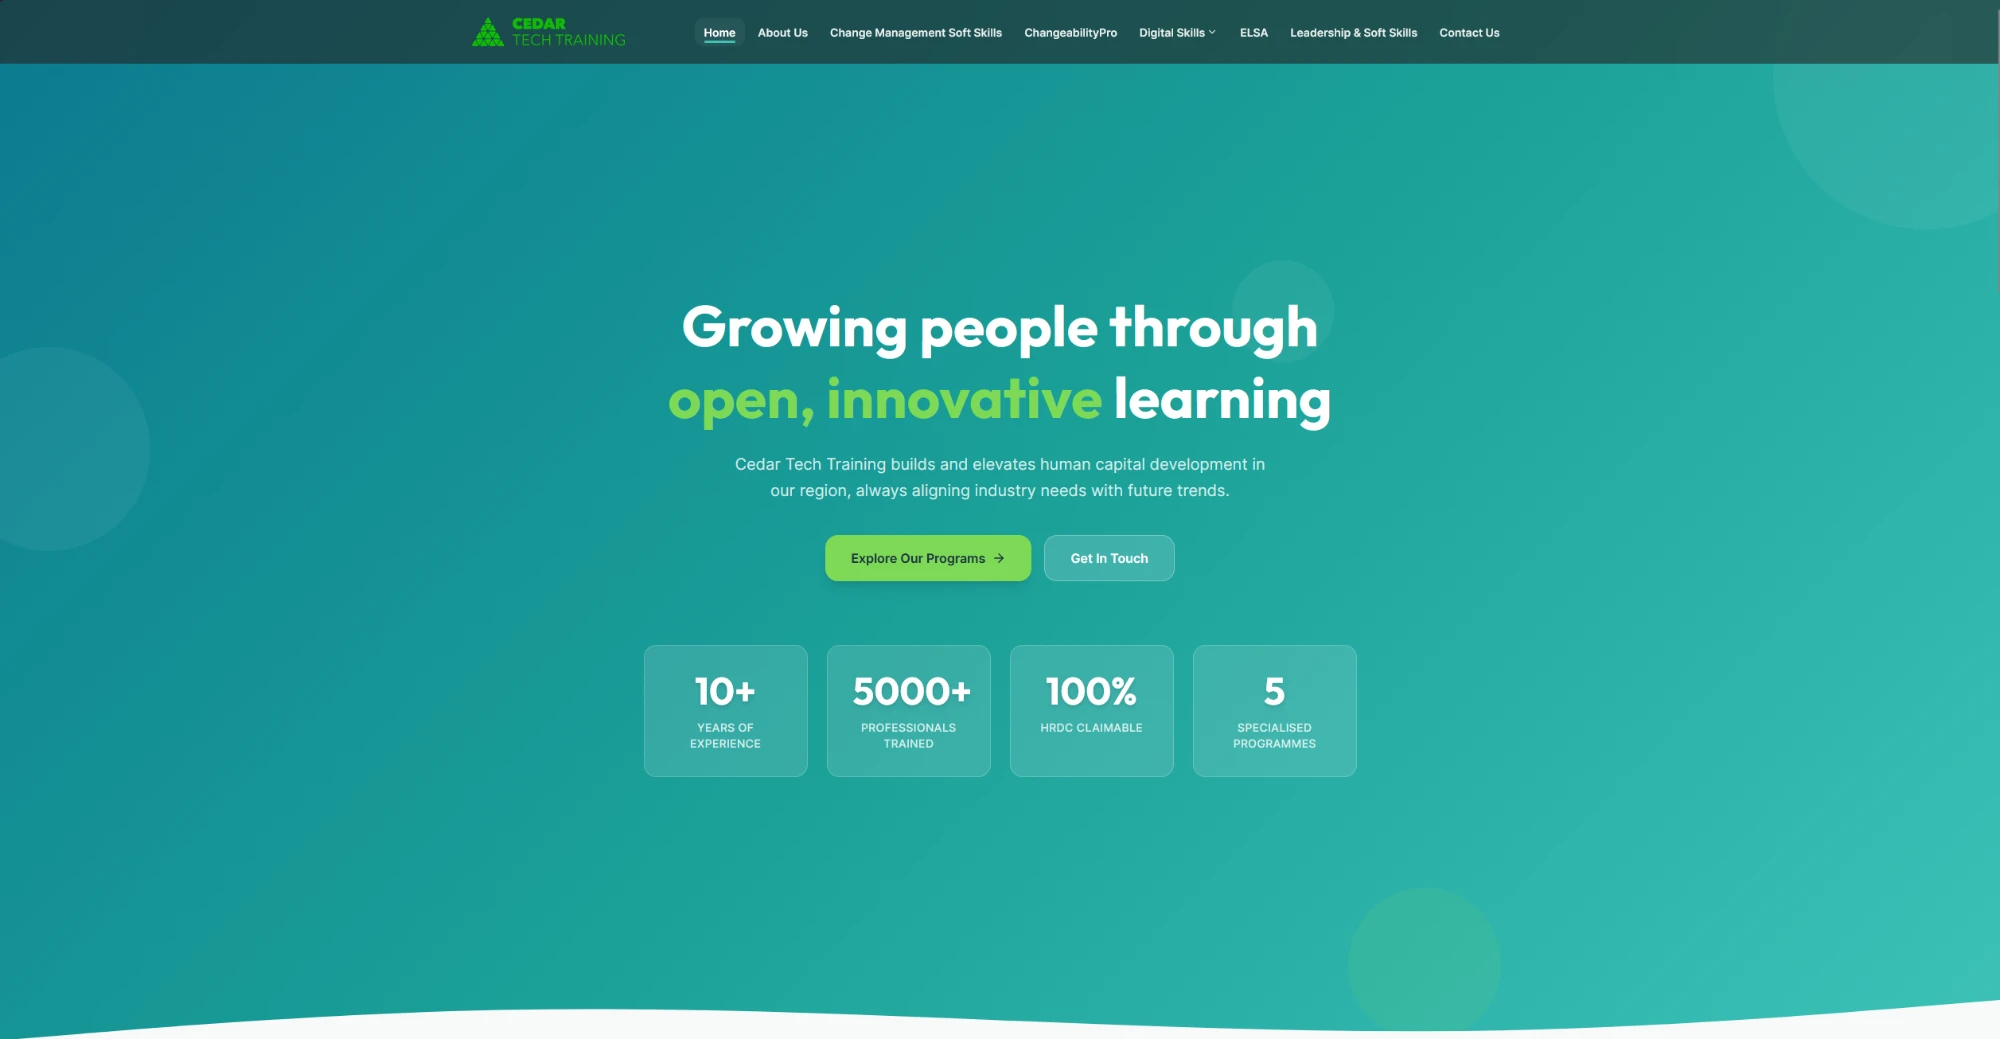 CEDAR
TECH TRAINING
Home
About Us
Change Management Soft Skills
ChangeabilityPro
Digital Skills
ELSA
Leadership & Soft Skills
Contact Us
Growing people through
open, innovative learning
Cedar Tech Training builds and elevates human capital development in
our region, always aligning industry needs with future trends.
Explore Our Programs →
Get In Touch
10+
YEARS OF
EXPERIENCE
5000+
PROFESSIONALS
TRAINED
100%
HRDC CLAIMABLE
5
SPECIALISED
PROGRAMMES